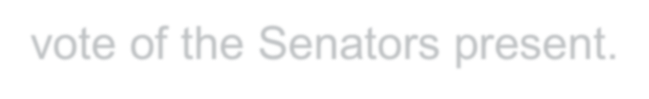 vote of the Senators present.